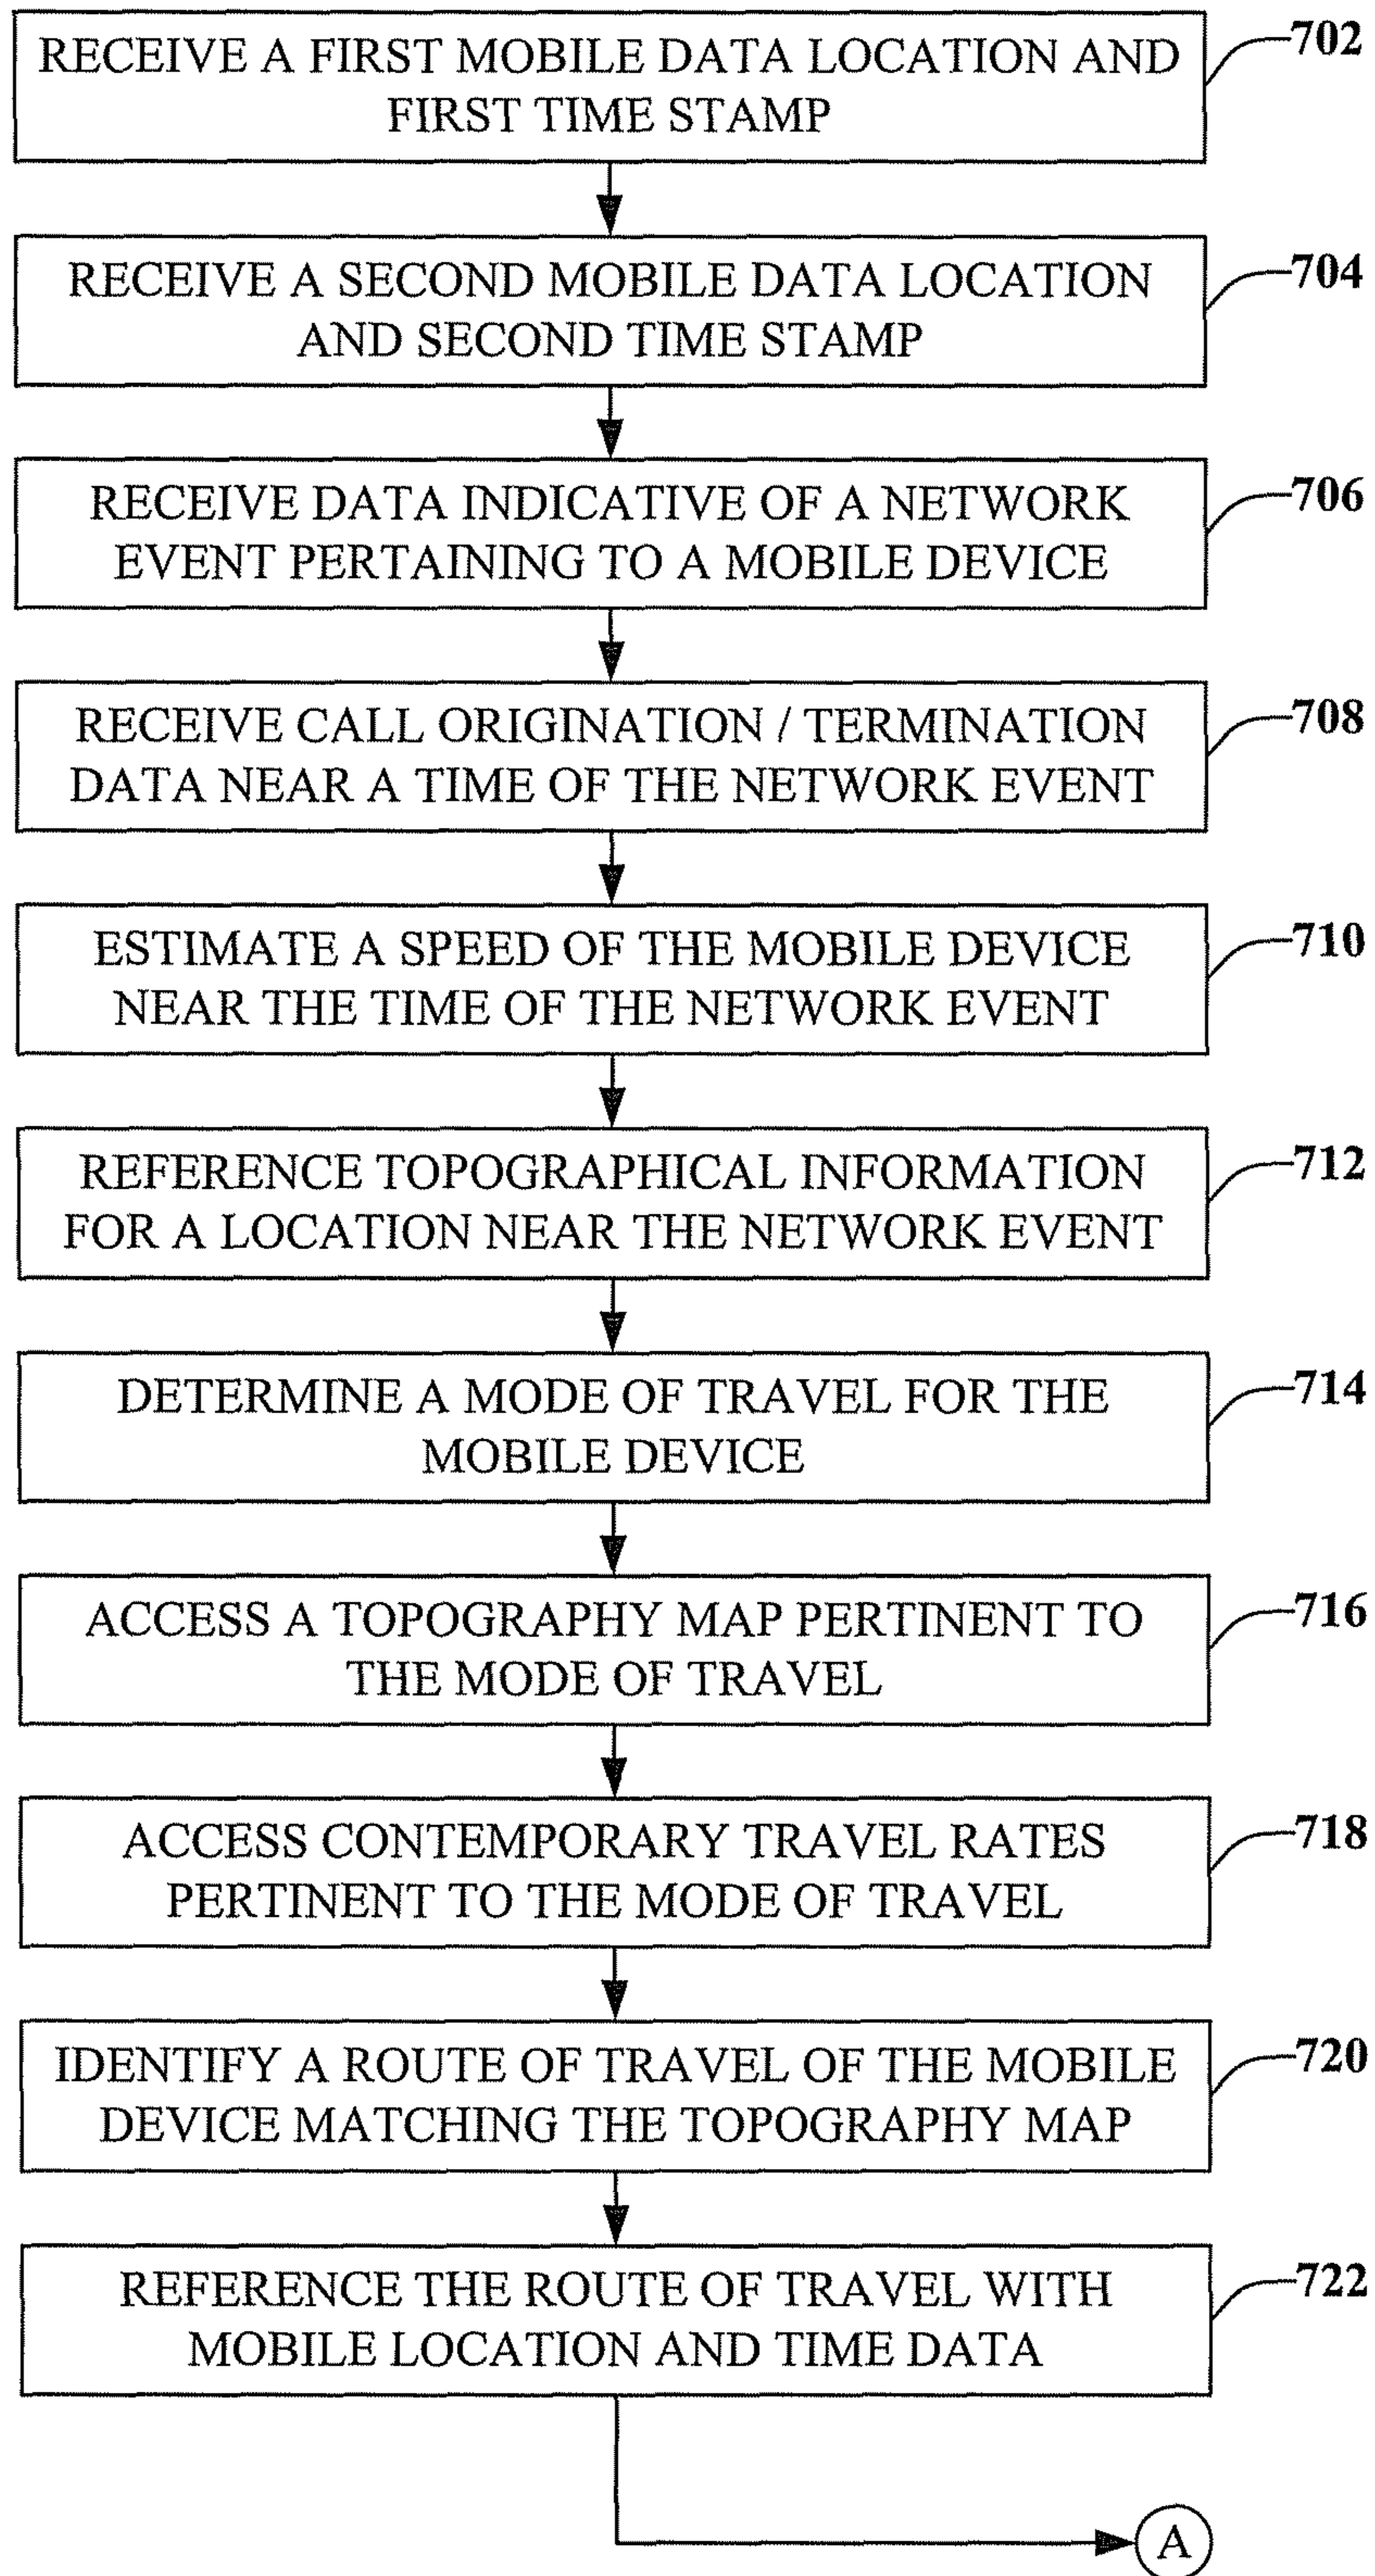 RECEIVE A FIRST MOBILE DATA LOCATION AND
FIRST TIME STAMP
702
RECEIVE A SECOND MOBILE DATA LOCATION
AND SECOND TIME STAMP
704
RECEIVE DATA INDICATIVE OF A NETWORK
EVENT PERTAINING TO A MOBILE DEVICE
706
RECEIVE CALL ORIGINATION / TERMINATION
DATA NEAR A TIME OF THE NETWORK EVENT
708
ESTIMATE A SPEED OF THE MOBILE DEVICE
NEAR THE TIME OF THE NETWORK EVENT
710
REFERENCE TOPOGRAPHICAL INFORMATION
FOR A LOCATION NEAR THE NETWORK EVENT
712
DETERMINE A MODE OF TRAVEL FOR THE
MOBILE DEVICE
714
ACCESS A TOPOGRAPHY MAP PERTINENT TO
THE MODE OF TRAVEL
716
ACCESS CONTEMPORARY TRAVEL RATES
PERTINENT TO THE MODE OF TRAVEL
718
IDENTIFY A ROUTE OF TRAVEL OF THE MOBILE
DEVICE MATCHING THE TOPOGRAPHY MAP
720
REFERENCE THE ROUTE OF TRAVEL WITH
MOBILE LOCATION AND TIME DATA
722
A